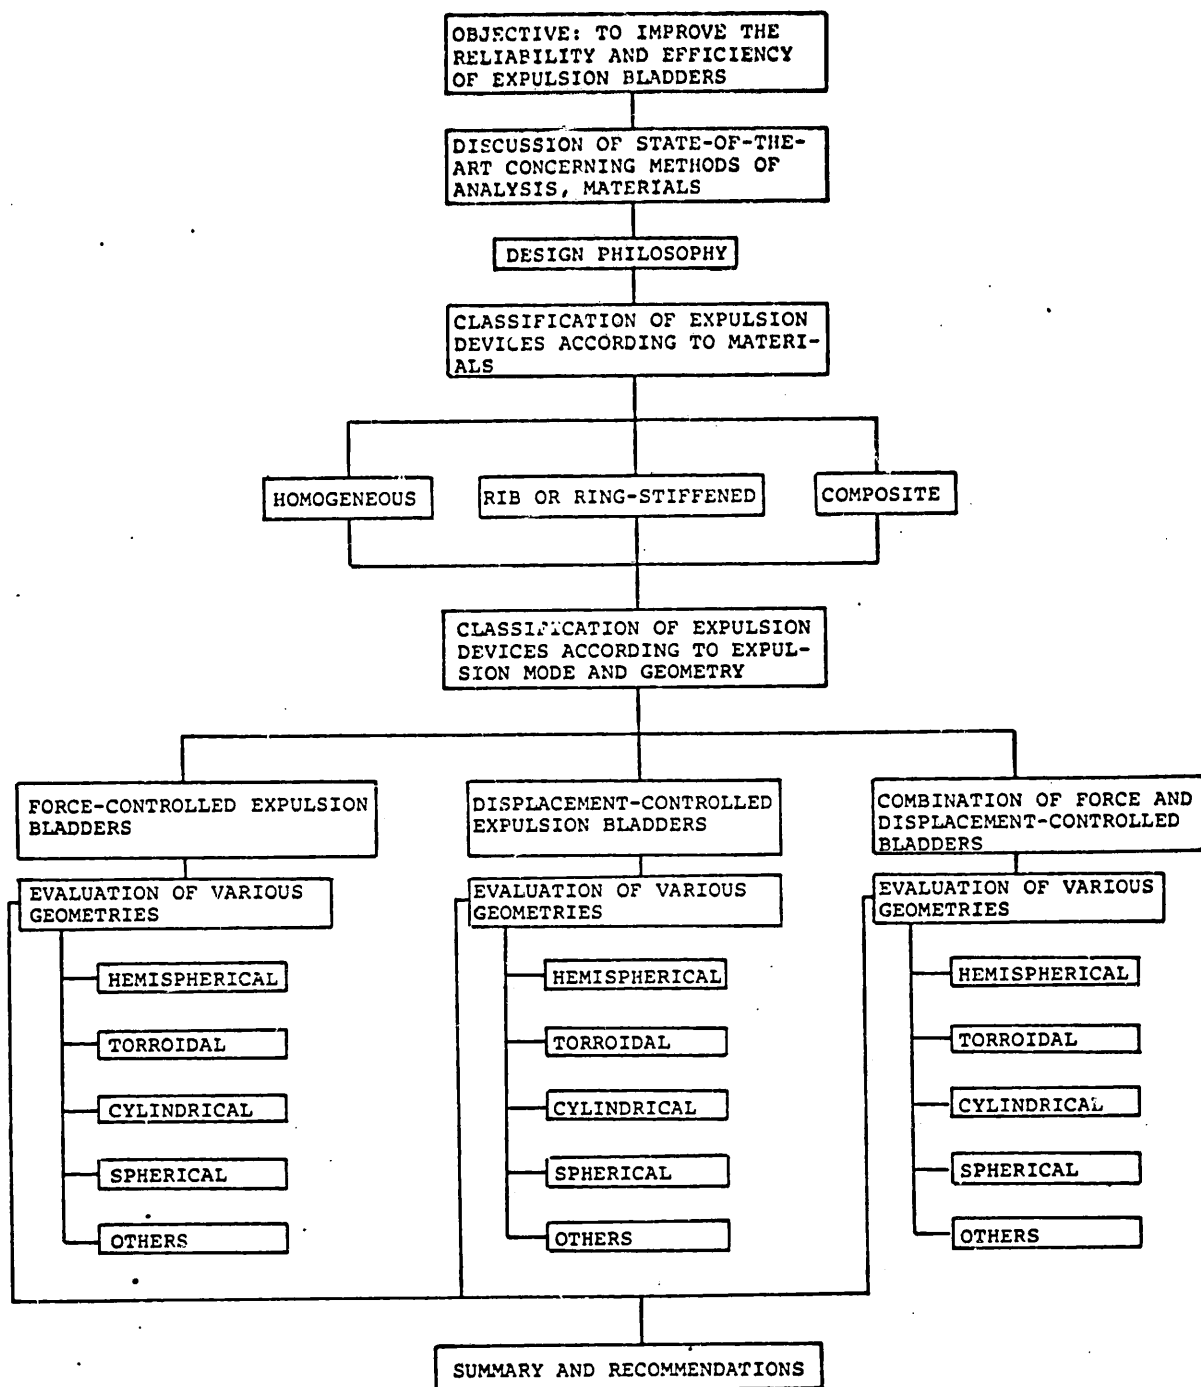 OBJECTIVE: TO IMPROVE THE
RELIABILITY AND EFFICIENCY
OF EXPULSION BLADDERS
DISCUSSION OF STATE-OF-THE-
ART CONCERNING METHODS OF
ANALYSIS, MATERIALS
DESIGN PHILOSOPHY
CLASSIFICATION OF EXPULSION
DEVICES ACCORDING TO MATERI-
ALS
HOMOGENEOUS
RIB OR RING-STIFFENED
COMPOSITE
CLASSIFICATION OF EXPULSION
DEVICES ACCORDING TO EXPUL-
SION MODE AND GEOMETRY
FORCE-CONTROLLED EXPULSION
BLADDERS
EVALUATION OF VARIOUS
GEOMETRIES
HEMISPHERICAL
TORROIDAL
CYLINDRICAL
SPHERICAL
OTHERS
DISPLACEMENT-CONTROLLED
EXPULSION BLADDERS
EVALUATION OF VARIOUS
GEOMETRIES
HEMISPHERICAL
TORROIDAL
CYLINDRICAL
SPHERICAL
OTHERS
COMBINATION OF FORCE AND
DISPLACEMENT-CONTROLLED
BLADDERS
EVALUATION OF VARIOUS
GEOMETRIES
HEMISPHERICAL
TORROIDAL
CYLINDRICAL
SPHERICAL
OTHERS
SUMMARY AND RECOMMENDATIONS